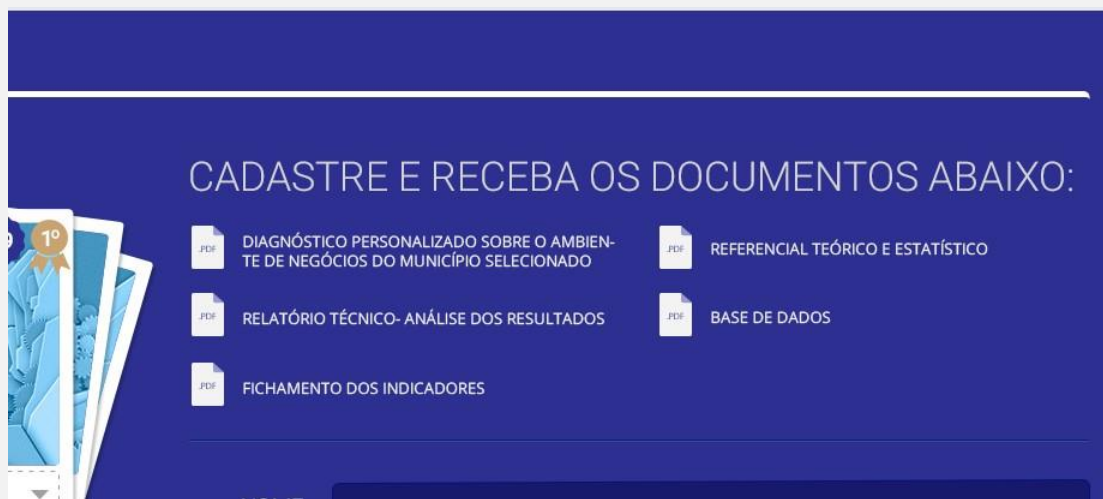 CADASTRE E RECEBA OS DOCUMENTOS ABAIXO:
1º
.PDF
DIAGNÓSTICO PERSONALIZADO SOBRE O AMBIEN-
TE DE NEGÓCIOS DO MUNICÍPIO SELECIONADO
.PDF
REFERENCIAL TEÓRICO E ESTATÍSTICO
.PDF
RELATÓRIO TÉCNICO- ANÁLISE DOS RESULTADOS
.PDF
BASE DE DADOS
.PDF
FICHAMENTO DOS INDICADORES